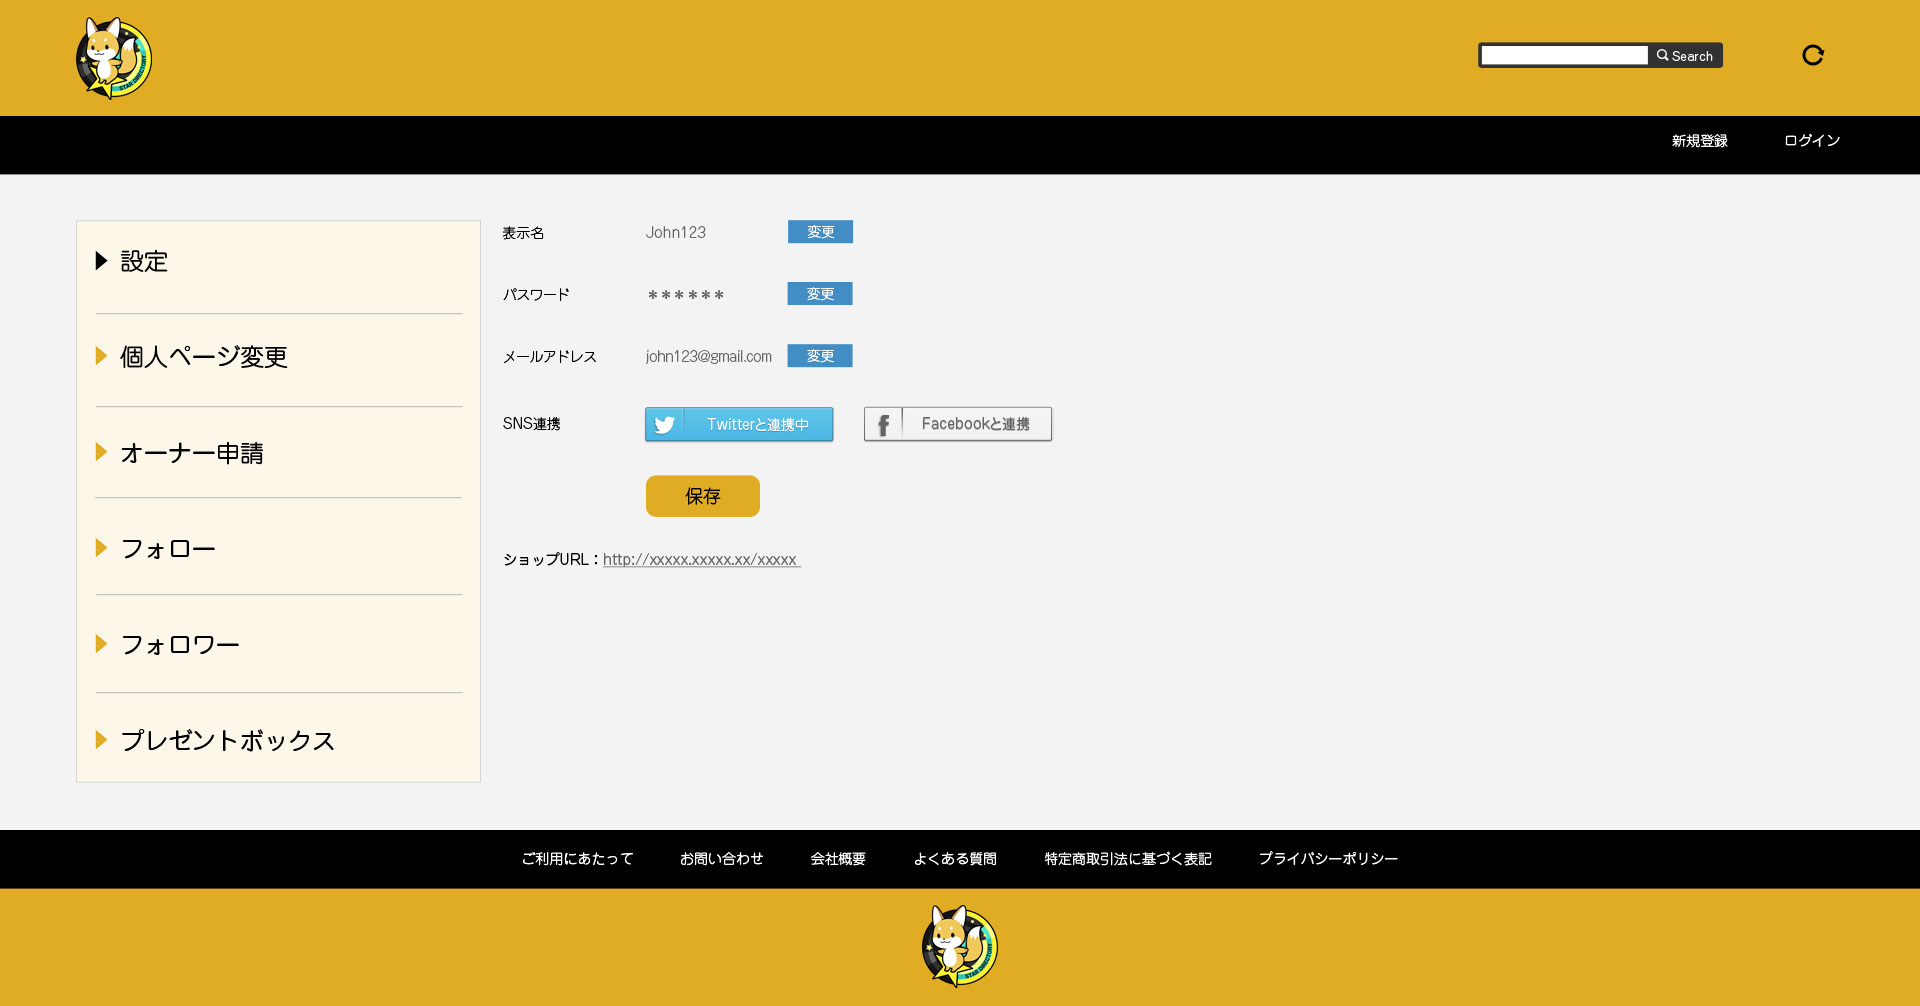 STAR DIRECTORY
Search
新規登録
ログイン
設定
個人ページ変更
オーナー申請
フォロー
フォロワー
プレゼントボックス
表示名 John123 変更
パスワード ****** 変更
メールアドレス john123@gmail.com 変更
SNS連携 Twitterと連携中 Facebookと連携
保存
ショップURL：http://xxxxx.xxxxx.xx/xxxxx
ご利用にあたって お問い合わせ 会社概要 よくある質問 特定商取引法に基づく表記 プライバシーポリシー
STAR DIRECTORY